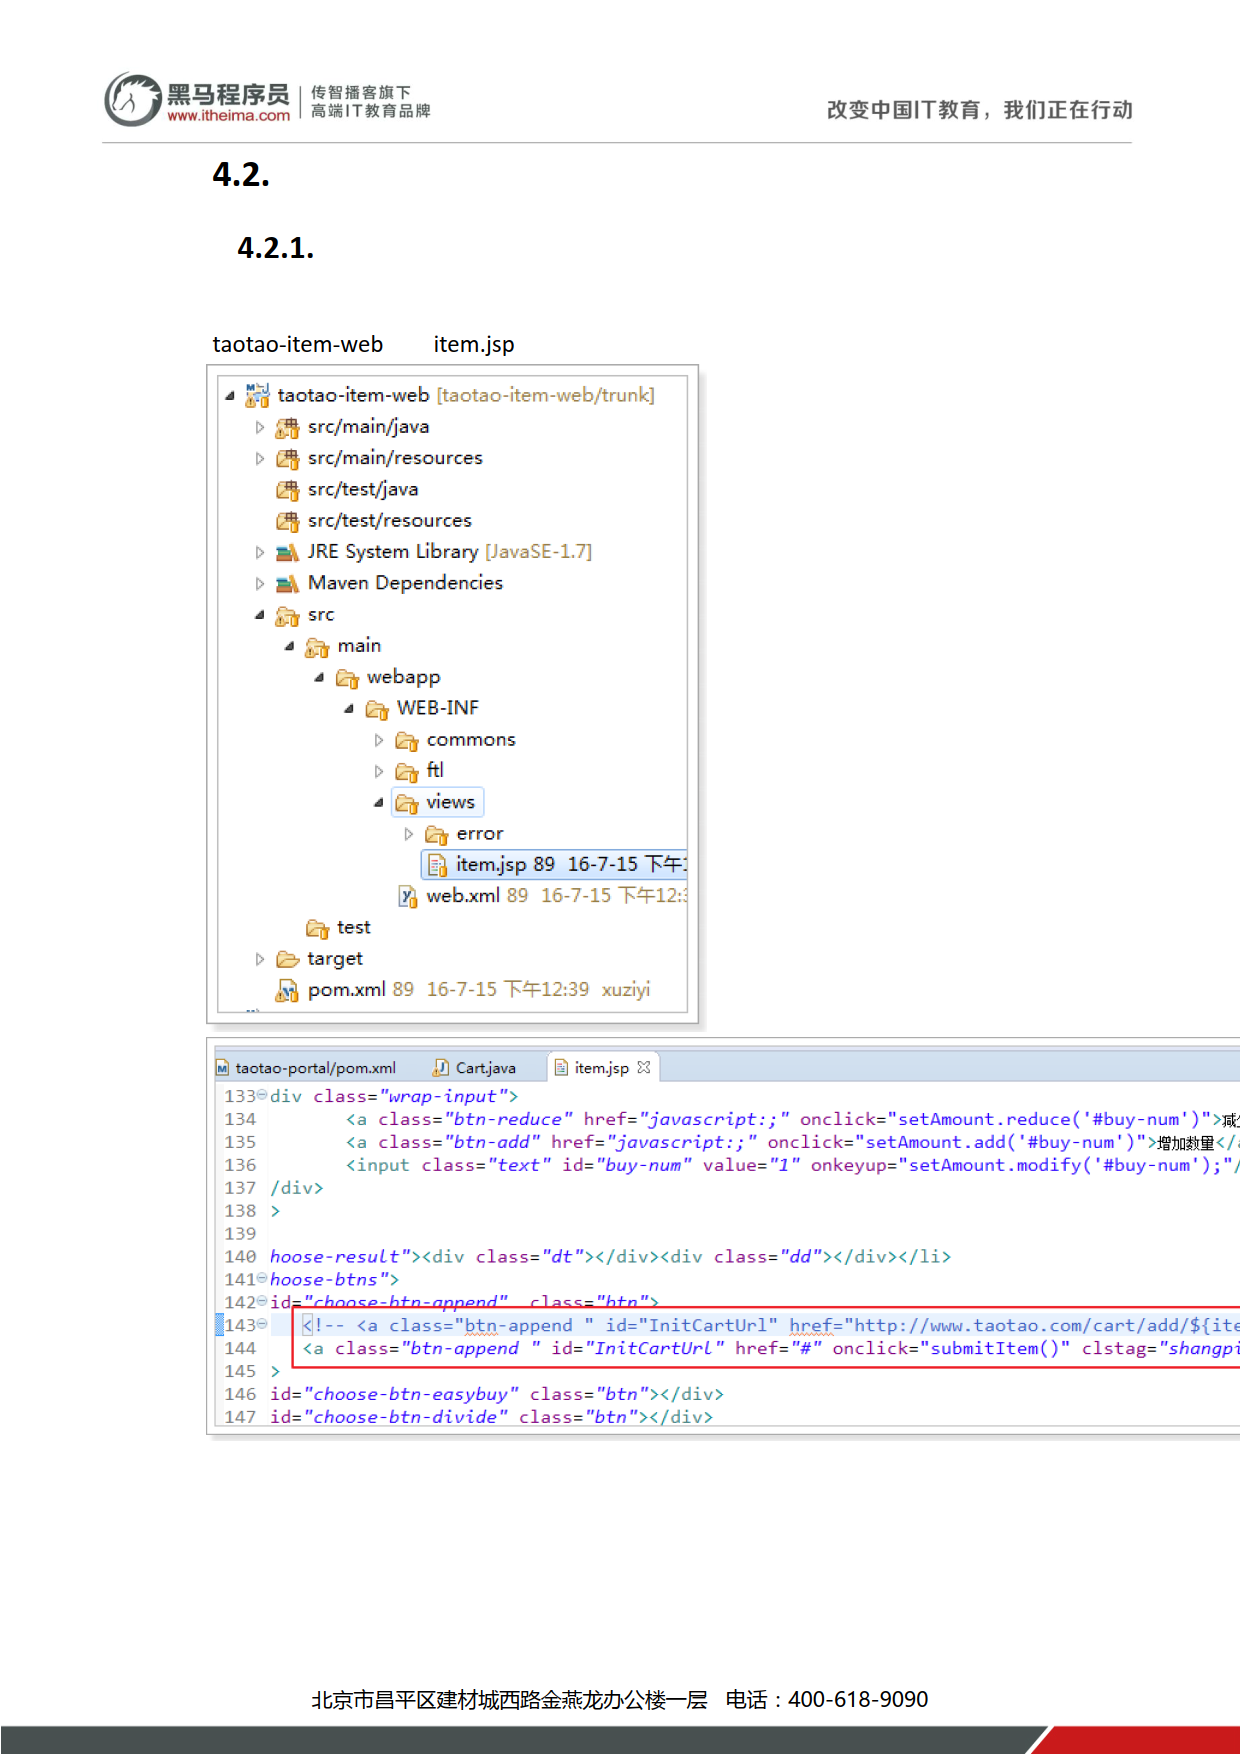 黑马程序员
www.itheima.com
传智播客旗下
高端IT教育品牌
改变中国IT教育，我们正在行动
4.2.
4.2.1.
taotao-item-web item.jsp
taotao-item-web [taotao-item-web/trunk]
src/main/java
src/main/resources
src/test/java
src/test/resources
JRE System Library [JavaSE-1.7]
Maven Dependencies
src
main
webapp
WEB-INF
commons
ftl
views
error
item.jsp 89 16-7-15 下午1
web.xml 89 16-7-15 下午12:3
test
target
pom.xml 89 16-7-15 下午12:39 xuziyi
taotao-portal/pom.xml Cart.java item.jsp
133 div class="wrap-input">
134 <a class="btn-reduce" href="javascript:;" onclick="setAmount.reduce('#buy-num')">减
135 <a class="btn-add" href="javascript:;" onclick="setAmount.add('#buy-num')">增加数量</
136 <input class="text" id="buy-num" value="1" onkeyup="setAmount.modify('#buy-num');"/
137 /div>
138 >
139
140 hoose-result"><div class="dt"></div><div class="dd"></div></li>
141 hoose-btns">
142 id="choose-btn-append" class="btn">
143 <!-- <a class="btn-append " id="InitCartUrl" href="http://www.taotao.com/cart/add/${ite
144 <a class="btn-append " id="InitCartUrl" href="#" onclick="submitItem()" clstag="shangpi
145 >
146 id="choose-btn-easybuy" class="btn"></div>
147 id="choose-btn-divide" class="btn"></div>
北京市昌平区建材城西路金燕龙办公楼一层 电话：400-618-9090